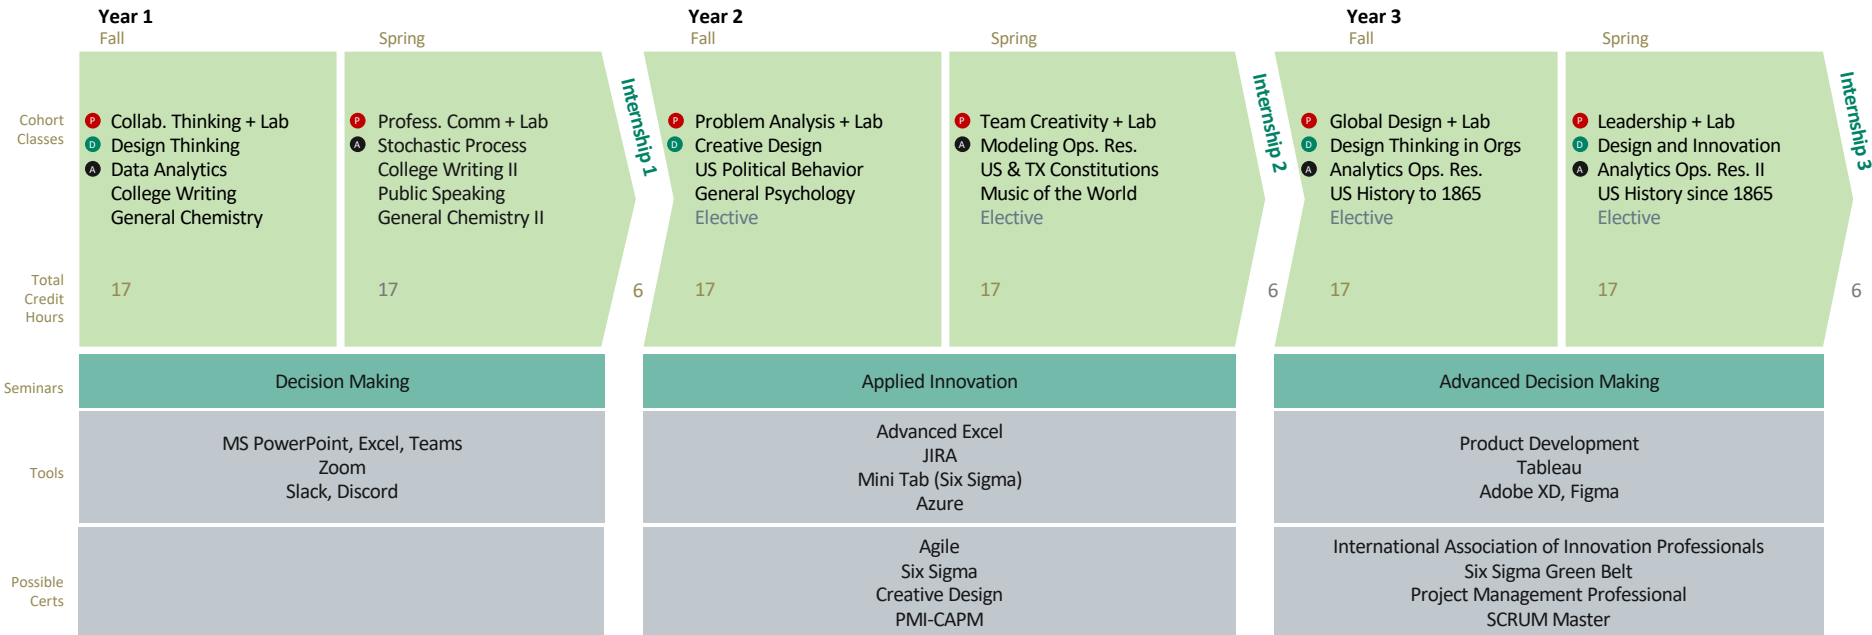 Year 1
Year 2
Year 3
Fall
Spring
Fall
Spring
Fall
Spring
Cohort
Classes
P Collab. Thinking + Lab
D Design Thinking
A Data Analytics
College Writing
General Chemistry
P Profess. Comm + Lab
A Stochastic Process
College Writing II
Public Speaking
General Chemistry II
Internship 1
P Problem Analysis + Lab
D Creative Design
US Political Behavior
General Psychology
Elective
P Team Creativity + Lab
A Modeling Ops. Res.
US & TX Constitutions
Music of the World
Elective
Internship 2
P Global Design + Lab
D Design Thinking in Orgs
A Analytics Ops. Res.
US History to 1865
Elective
P Leadership + Lab
D Design and Innovation
A Analytics Ops. Res. II
US History since 1865
Elective
Internship 3
Total
Credit
Hours
17
17
6
17
17
6
17
17
6
Seminars
Decision Making
Applied Innovation
Advanced Decision Making
Tools
MS PowerPoint, Excel, Teams
Zoom
Slack, Discord
Advanced Excel
JIRA
Mini Tab (Six Sigma)
Azure
Product Development
Tableau
Adobe XD, Figma
Possible
Certs
Agile
Six Sigma
Creative Design
PMI-CAPM
International Association of Innovation Professionals
Six Sigma Green Belt
Project Management Professional
SCRUM Master